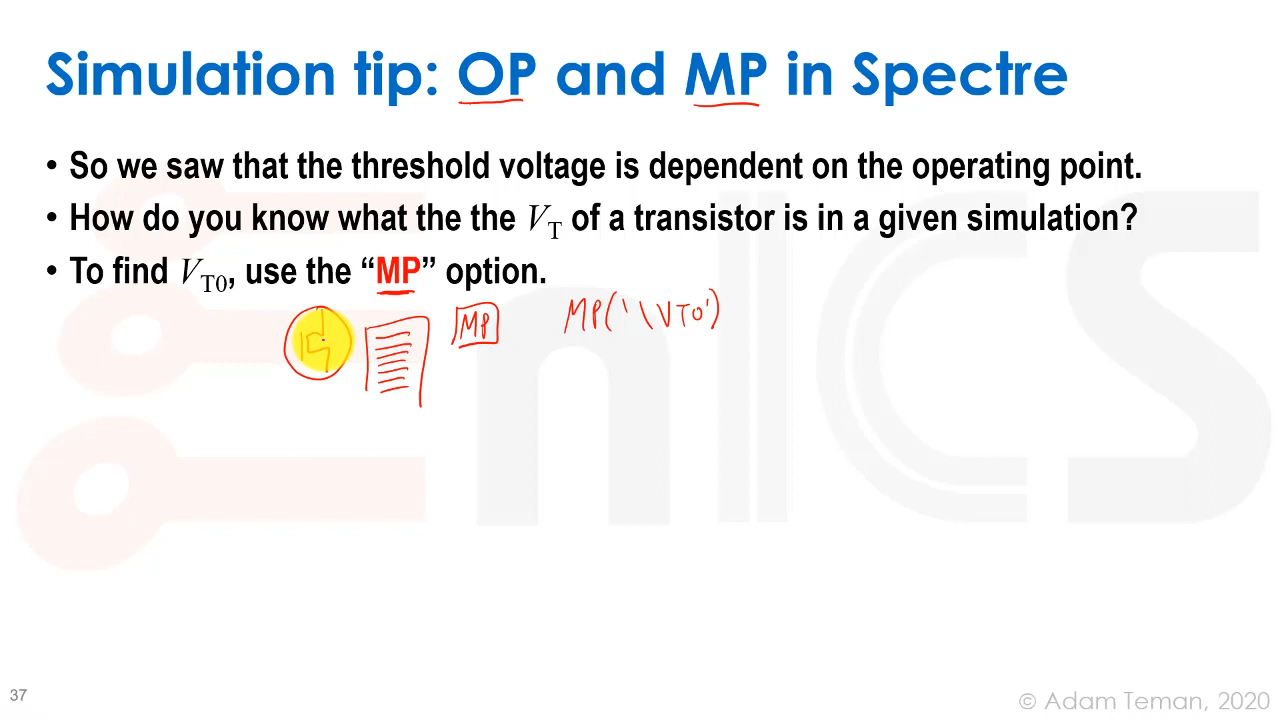 Simulation tip: OP and MP in Spectre
• So we saw that the threshold voltage is dependent on the operating point.
• How do you know what the the VT of a transistor is in a given simulation?
• To find VT0, use the “MP” option.
MP MP('\\VT0')
nICS
37
© Adam Teman, 2020